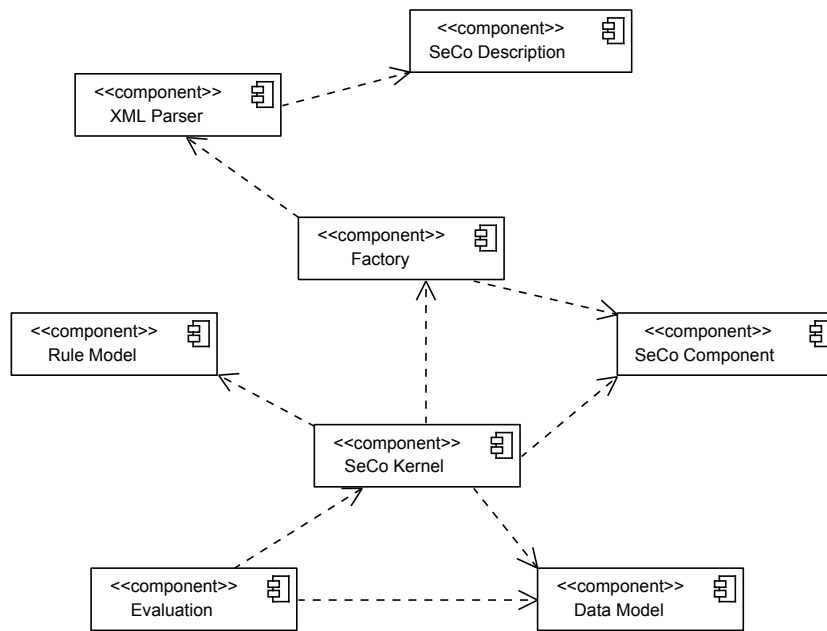 <<component>>
SeCo Description
<<component>>
XML Parser
<<component>>
Factory
<<component>>
Rule Model
<<component>>
SeCo Component
<<component>>
SeCo Kernel
<<component>>
Evaluation
<<component>>
Data Model